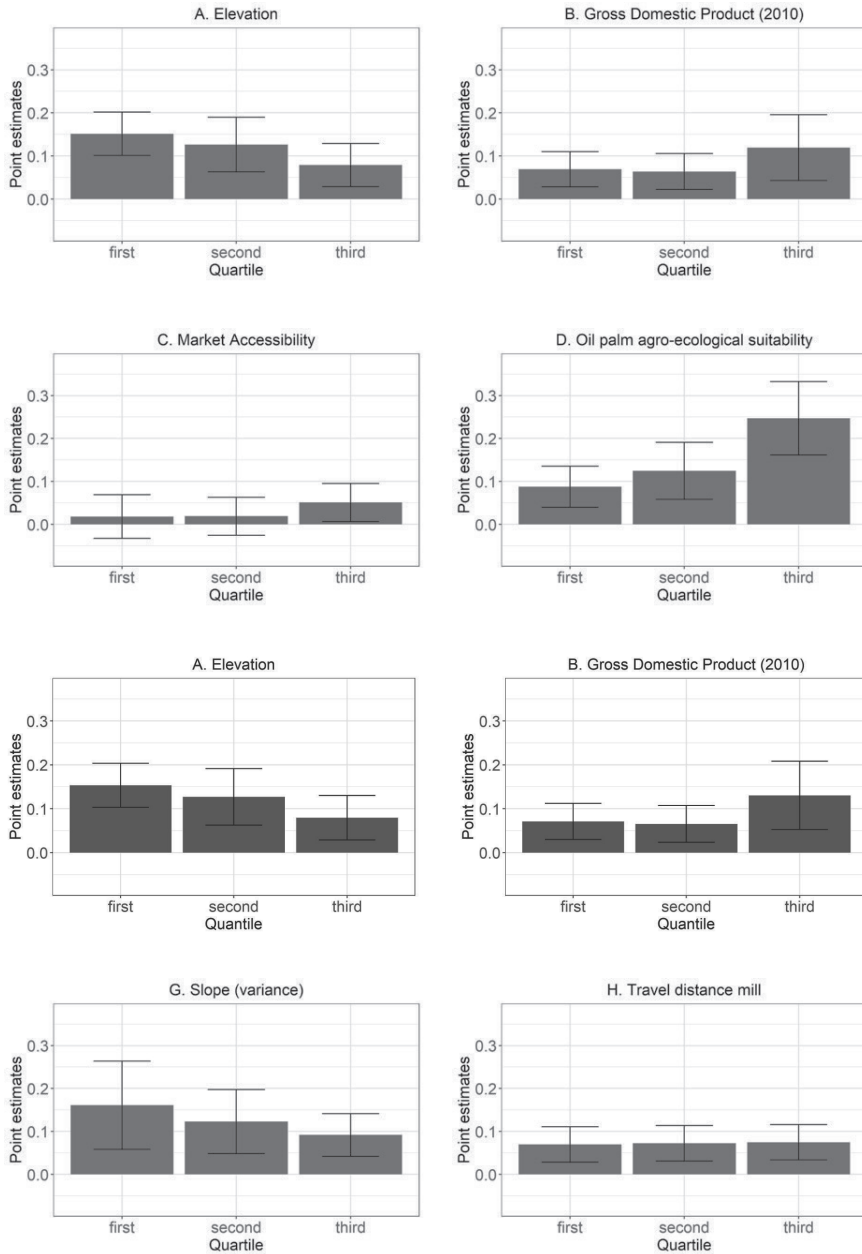 A. Elevation
Point estimates
0.3
0.2
0.1
0.0
first second third
Quartile
B. Gross Domestic Product (2010)
Point estimates
0.3
0.2
0.1
0.0
first second third
Quartile
C. Market Accessibility
Point estimates
0.3
0.2
0.1
0.0
first second third
Quartile
D. Oil palm agro-ecological suitability
Point estimates
0.3
0.2
0.1
0.0
first second third
Quartile
A. Elevation
Point estimates
0.3
0.2
0.1
0.0
first second third
Quantile
B. Gross Domestic Product (2010)
Point estimates
0.3
0.2
0.1
0.0
first second third
Quantile
G. Slope (variance)
Point estimates
0.3
0.2
0.1
0.0
first second third
Quartile
H. Travel distance mill
Point estimates
0.3
0.2
0.1
0.0
first second third
Quartile